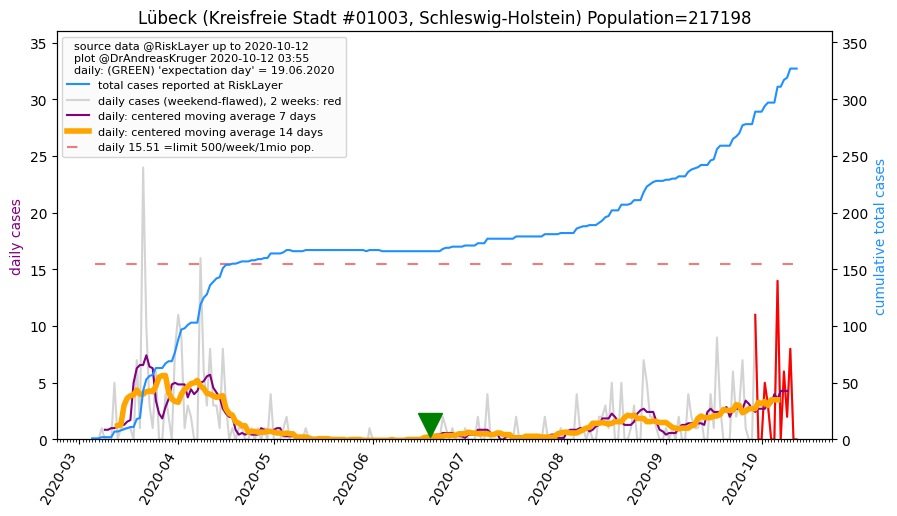 Lübeck (Kreisfreie Stadt #01003, Schleswig-Holstein) Population=217198
source data @RiskLayer up to 2020-10-12
plot @DrAndreasKruger 2020-10-12 03:55
daily: (GREEN) 'expectation day' = 19.06.2020
total cases reported at RiskLayer
daily cases (weekend-flawed), 2 weeks: red
daily: centered moving average 7 days
daily: centered moving average 14 days
daily 15.51 =limit 500/week/1mio pop.
daily cases
35
30
25
20
15
10
5
0
cumulative total cases
350
300
250
200
150
100
50
0
2020-03
2020-04
2020-05
2020-06
2020-07
2020-08
2020-09
2020-10